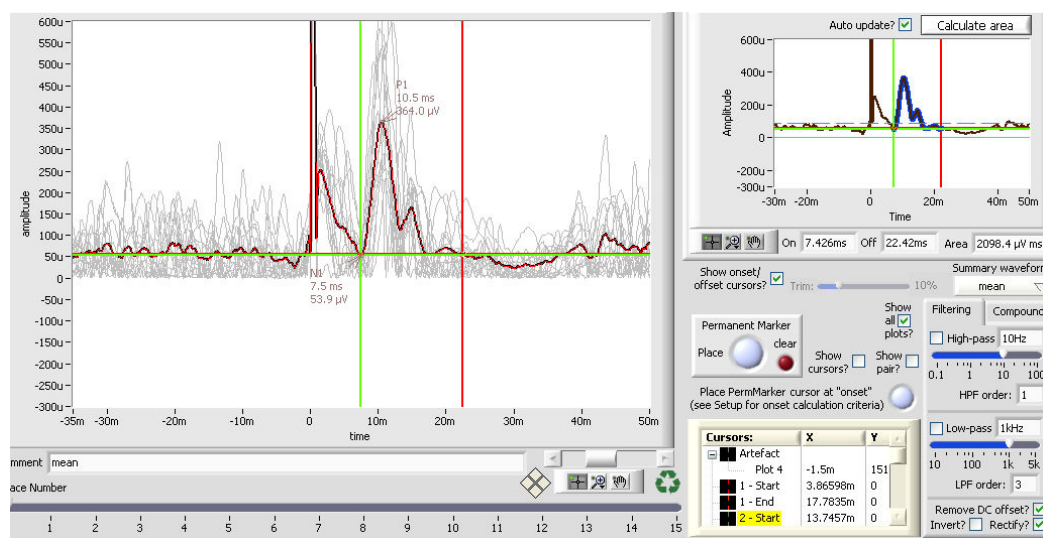 600u
550u
500u
450u
400u
350u
300u
250u
200u
150u
100u
50u
0
-50u
-100u
-150u
-200u
-250u
-300u
amplitude
P1
10.5 ms
364.0 µV
N1
7.5 ms
53.9 µV
-35m
-30m
-20m
-10m
0
10m
20m
30m
40m
50m
time
mment
mean
ace Number
1 2 3 4 5 6 7 8 9 10 11 12 13 14 15
Auto update?
Calculate area
600u
400u
200u
0
-200u
-300u
Amplitude
-30m -20m 0 20m 40m 50m
Time
On 7.426ms Off 22.42ms Area 2098.4 µV ms
Show onset/
offset cursors?
Trim:
10%
Summary waveform
mean
Show
all
plots?
Permanent Marker
Place
clear
Show
cursors?
Show
pair?
Place PermMarker cursor at "onset"
(see Setup for onset calculation criteria)
Filtering
Compound
High-pass 10Hz
0.1 1 10 100
HPF order: 1
Low-pass 1kHz
10 100 1k 5k
LPF order: 3
Remove DC offset?
Invert? Rectify?
Cursors: X Y
Artefact
Plot 4 -1.5m 151
1 - Start 3.86598m 0
1 - End 17.7835m 0
2 - Start 13.7457m 0